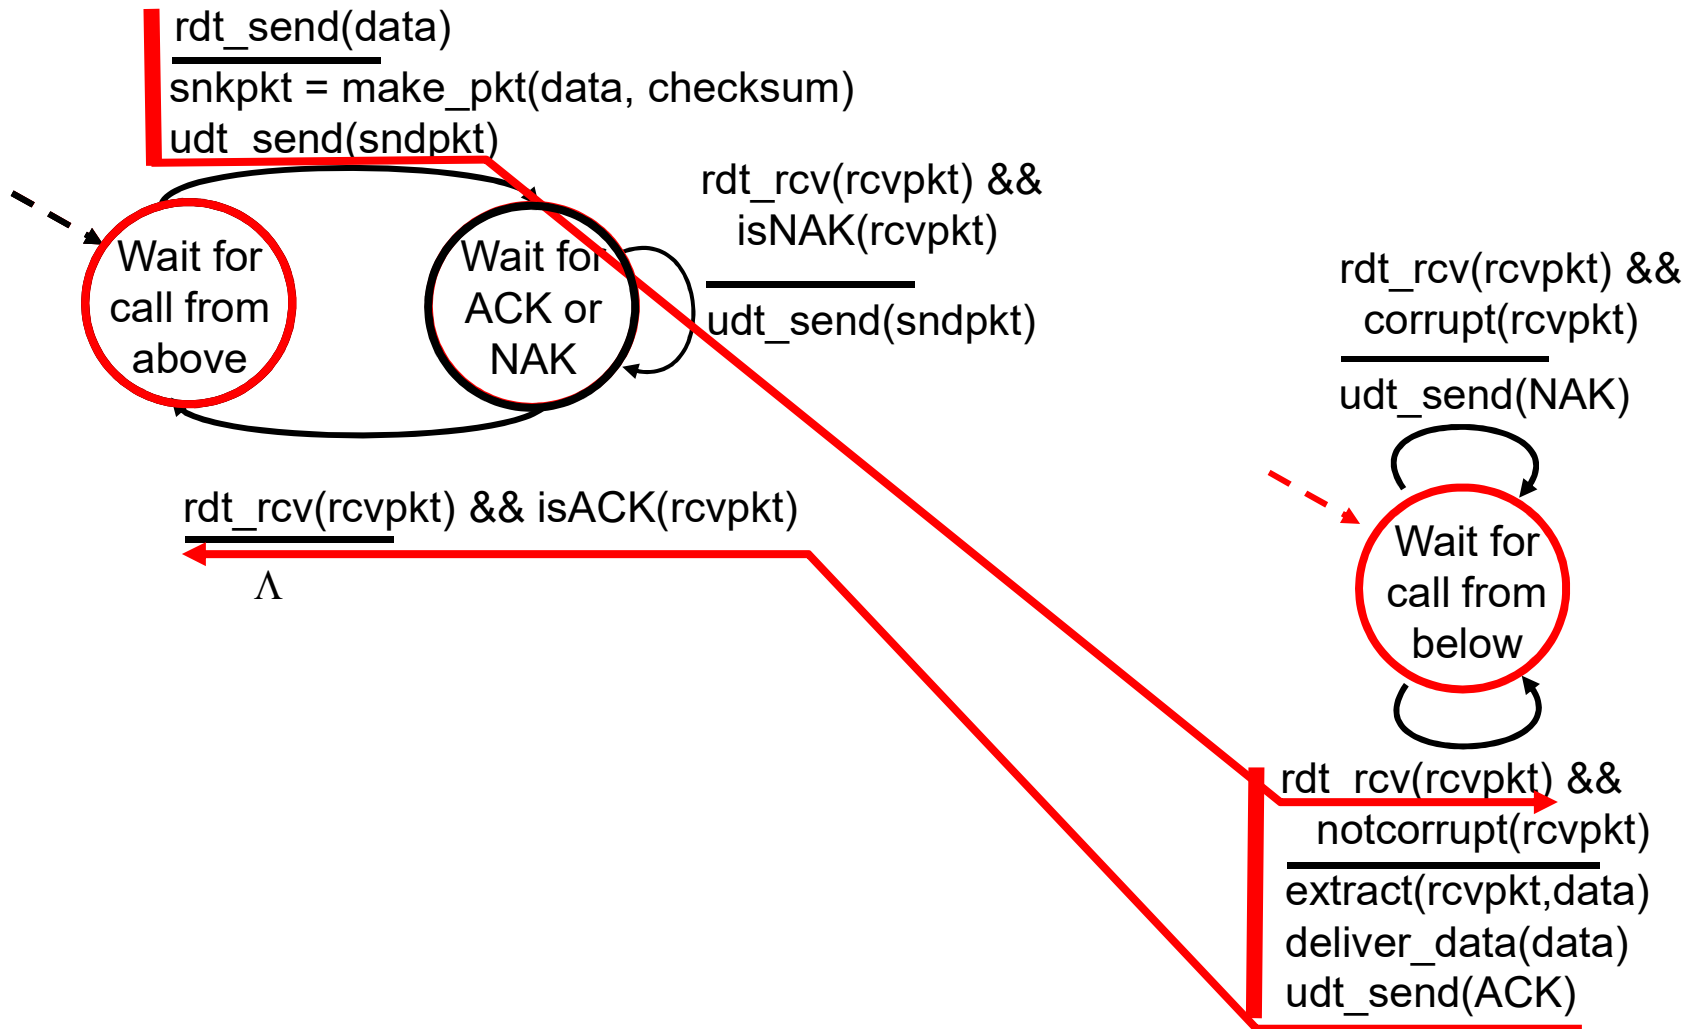 rdt_send(data)
snkpkt = make_pkt(data, checksum)
udt_send(sndpkt)
rdt_rcv(rcvpkt) &&
isNAK(rcvpkt)
udt_send(sndpkt)
Wait for
call from
above
Wait for
ACK or
NAK
rdt_rcv(rcvpkt) &&
corrupt(rcvpkt)
udt_send(NAK)
rdt_rcv(rcvpkt) && isACK(rcvpkt)
Λ
Wait for
call from
below
rdt_rcv(rcvpkt) &&
notcorrupt(rcvpkt)
extract(rcvpkt,data)
deliver_data(data)
udt_send(ACK)